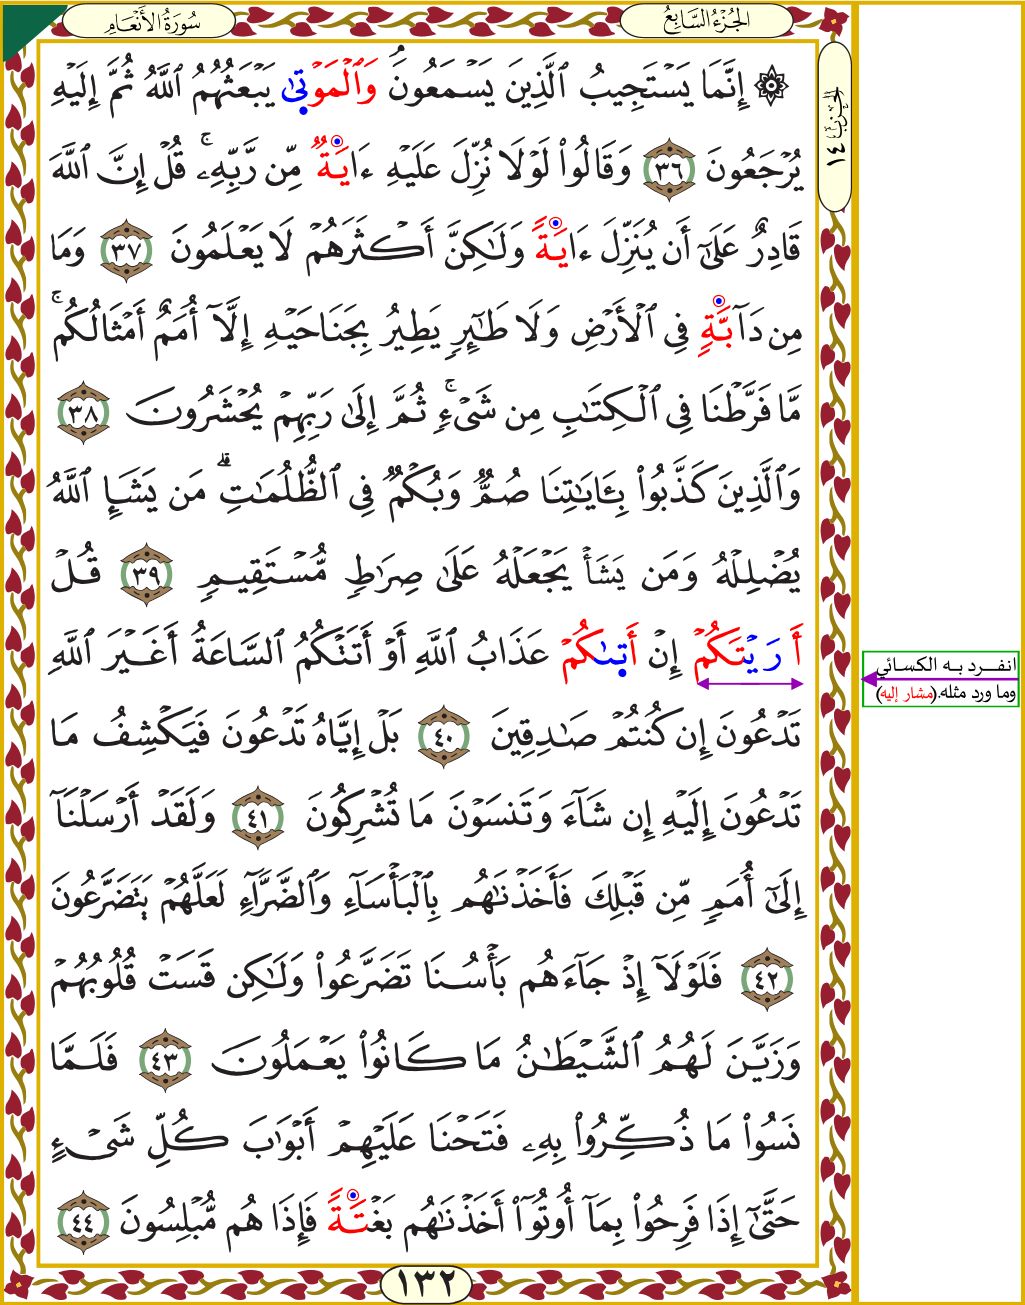 سُورَةُ الأَنْعَامِ
الجُزْءُ السَّابِعُ
الحزب ١٤
۞ إِنَّمَا يَسْتَجِيبُ ٱلَّذِينَ يَسْمَعُونَۘ وَٱلْمَوْتٜىٰ يَبْعَثُهُمُ ٱللَّهُ ثُمَّ إِلَيْهِ
يُرْجَعُونَ ٣٦ وَقَالُوا۟ لَوْلَا نُزِّلَ عَلَيْهِ ءَايَةٌ مِّن رَّبِّهِۦۚ قُلْ إِنَّ ٱللَّهَ
قَادِرٌ عَلَىٰٓ أَن يُنَزِّلَ ءَايَةً وَلَٰكِنَّ أَكْثَرَهُمْ لَا يَعْلَمُونَ ٣٧ وَمَا
مِن دَآبَّةٍ فِى ٱلْأَرْضِ وَلَا طَٰٓئِرٍ يَطِيرُ بِجَنَاحَيْهِ إِلَّآ أُمَمٌ أَمْثَالُكُمۚ
مَّا فَرَّطْنَا فِى ٱلْكِتَٰبِ مِن شَىْءٍۚ ثُمَّ إِلَىٰ رَبِّهِمْ يُحْشَرُونَ ٣٨
وَٱلَّذِينَ كَذَّبُوا۟ بِـَٔايَٰتِنَا صُمٌّ وَبُكْمٌ فِى ٱلظُّلُمَٰتِۗ مَن يَشَإِ ٱللَّهُ
يُضْلِلْهُ وَمَن يَشَأْ يَجْعَلْهُ عَلَىٰ صِرَٰطٍ مُّسْتَقِيمٍ ٣٩ قُلْ
أَرَيْتَكُمْ إِنْ أَتٜىٰكُمْ عَذَابُ ٱللَّهِ أَوْ أَتَتْكُمُ ٱلسَّاعَةُ أَغَيْرَ ٱللَّهِ
انفرد به الكسائي
وما ورد مثله.(مشار إليه)
تَدْعُونَ إِن كُنتُمْ صَٰدِقِينَ ٤٠ بَلْ إِيَّاهُ تَدْعُونَ فَيَكْشِفُ مَا
تَدْعُونَ إِلَيْهِ إِن شَآءَ وَتَنسَوْنَ مَا تُشْرِكُونَ ٤١ وَلَقَدْ أَرْسَلْنَآ
إِلَىٰٓ أُمَمٍ مِّن قَبْلِكَ فَأَخَذْنَٰهُم بِٱلْبَأْسَآءِ وَٱلضَّرَّآءِ لَعَلَّهُمْ يَتَضَرَّعُونَ
٤٢ فَلَوْلَآ إِذْ جَآءَهُم بَأْسُنَا تَضَرَّعُوا۟ وَلَٰكِن قَسَتْ قُلُوبُهُمْ
وَزَيَّنَ لَهُمُ ٱلشَّيْطَٰنُ مَا كَانُوا۟ يَعْمَلُونَ ٤٣ فَلَمَّا
نَسُوا۟ مَا ذُكِّرُوا۟ بِهِۦ فَتَحْنَا عَلَيْهِمْ أَبْوَٰبَ كُلِّ شَىْءٍ
حَتَّىٰٓ إِذَا فَرِحُوا۟ بِمَآ أُوتُوٓا۟ أَخَذْنَٰهُم بَغْتَةً فَإِذَا هُم مُّبْلِسُونَ ٤٤
١٣٢